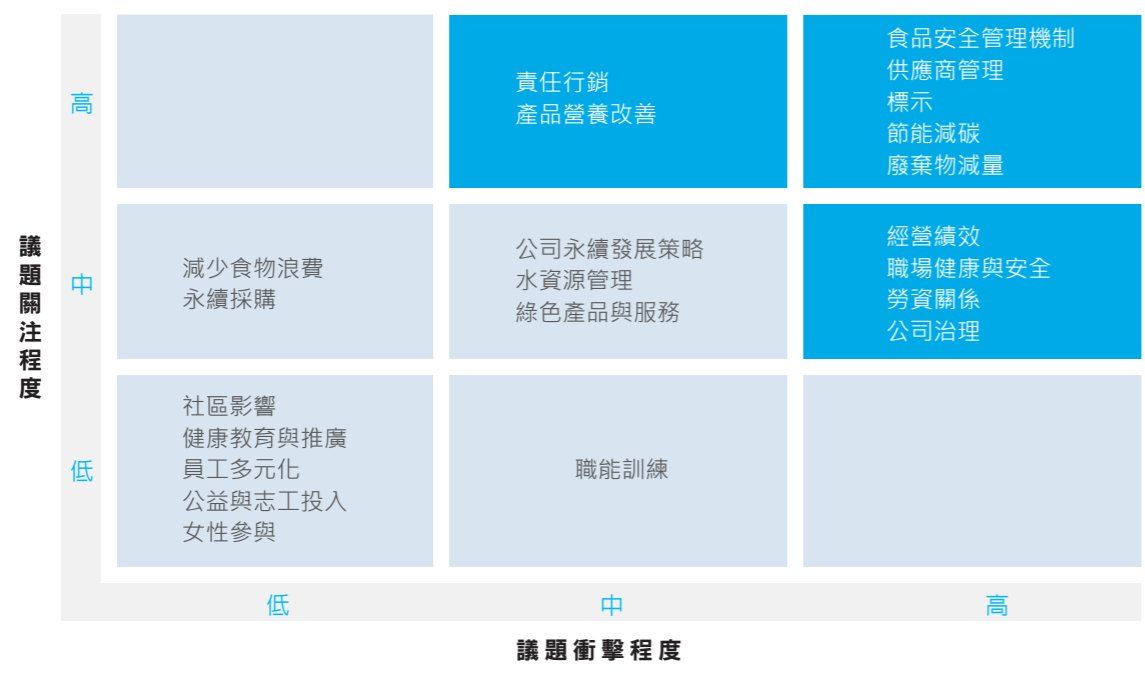 議題關注程度
高
責任行銷
產品營養改善
食品安全管理機制
供應商管理
標示
節能減碳
廢棄物減量
中
減少食物浪費
永續採購
公司永續發展策略
水資源管理
綠色產品與服務
經營績效
職場健康與安全
勞資關係
公司治理
低
社區影響
健康教育與推廣
員工多元化
公益與志工投入
女性參與
職能訓練
低
中
高
議題衝擊程度